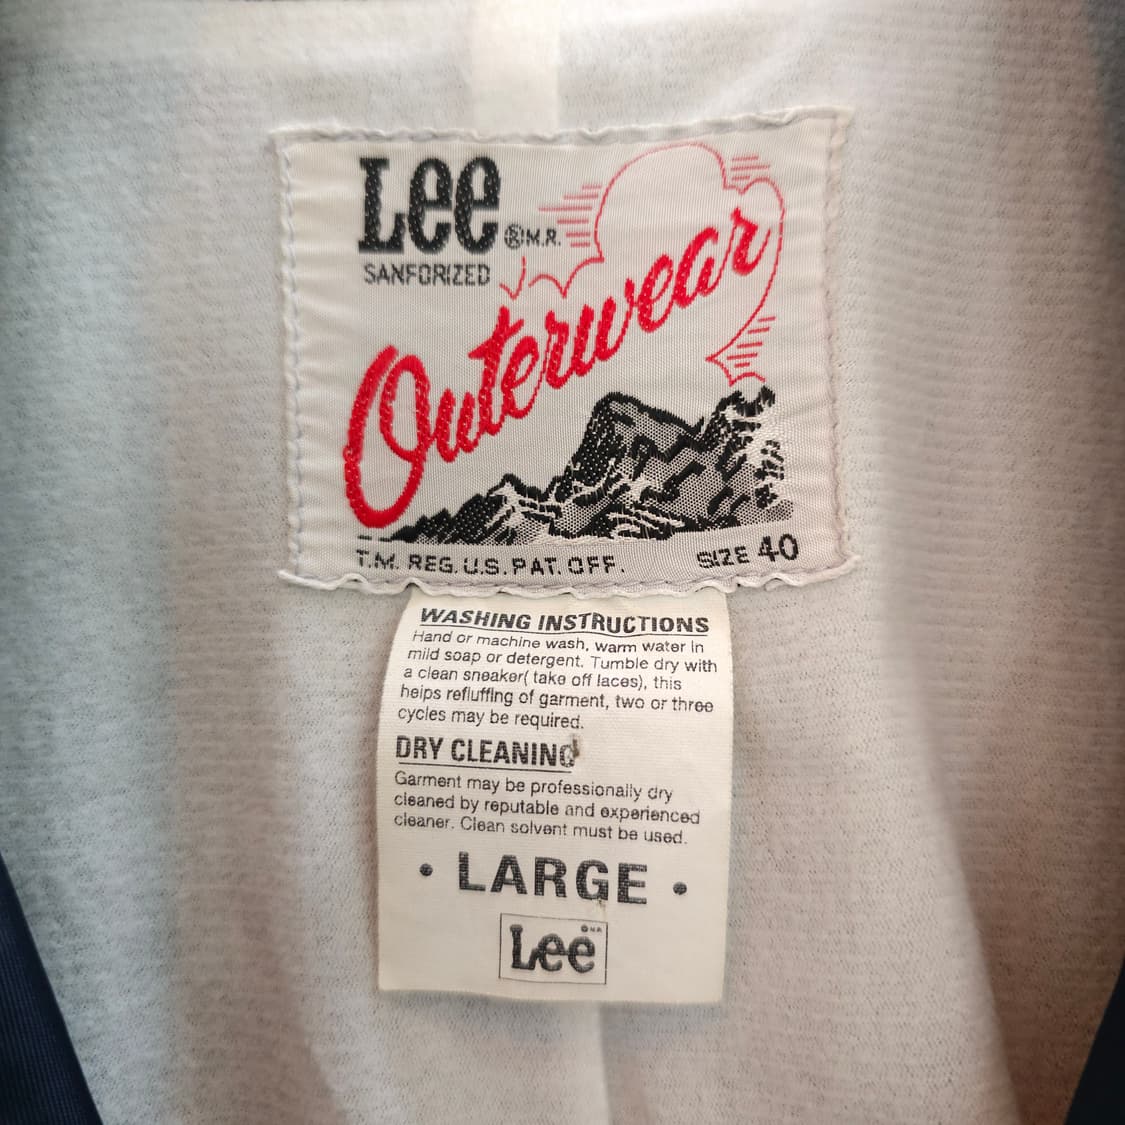 Lee ® M.R.
SANFORIZED
Outerwear
T.M. REG. U.S. PAT. OFF. SIZE 40
WASHING INSTRUCTIONS
Hand or machine wash, warm water in
mild soap or detergent. Tumble dry with
a clean sneaker( take off laces), this
helps refluffing of garment, two or three
cycles may be required.
DRY CLEANING
Garment may be professionally dry
cleaned by reputable and experienced
cleaner. Clean solvent must be used.
• LARGE •
Lee ® M.R.